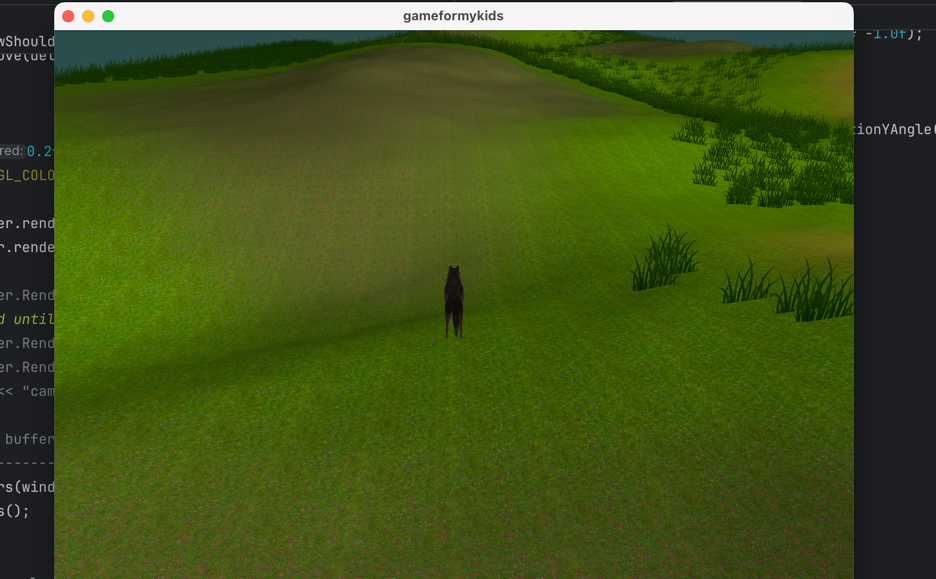 gameformykids
wShould
-1.0f);
ove(del
tionYAngle(
red: 0.2
GL_COLO
er.rend
r.rende
er.Rend
d until
er.Rend
er.Rend
<< "cam
buffer
--------
rs(wind
s();